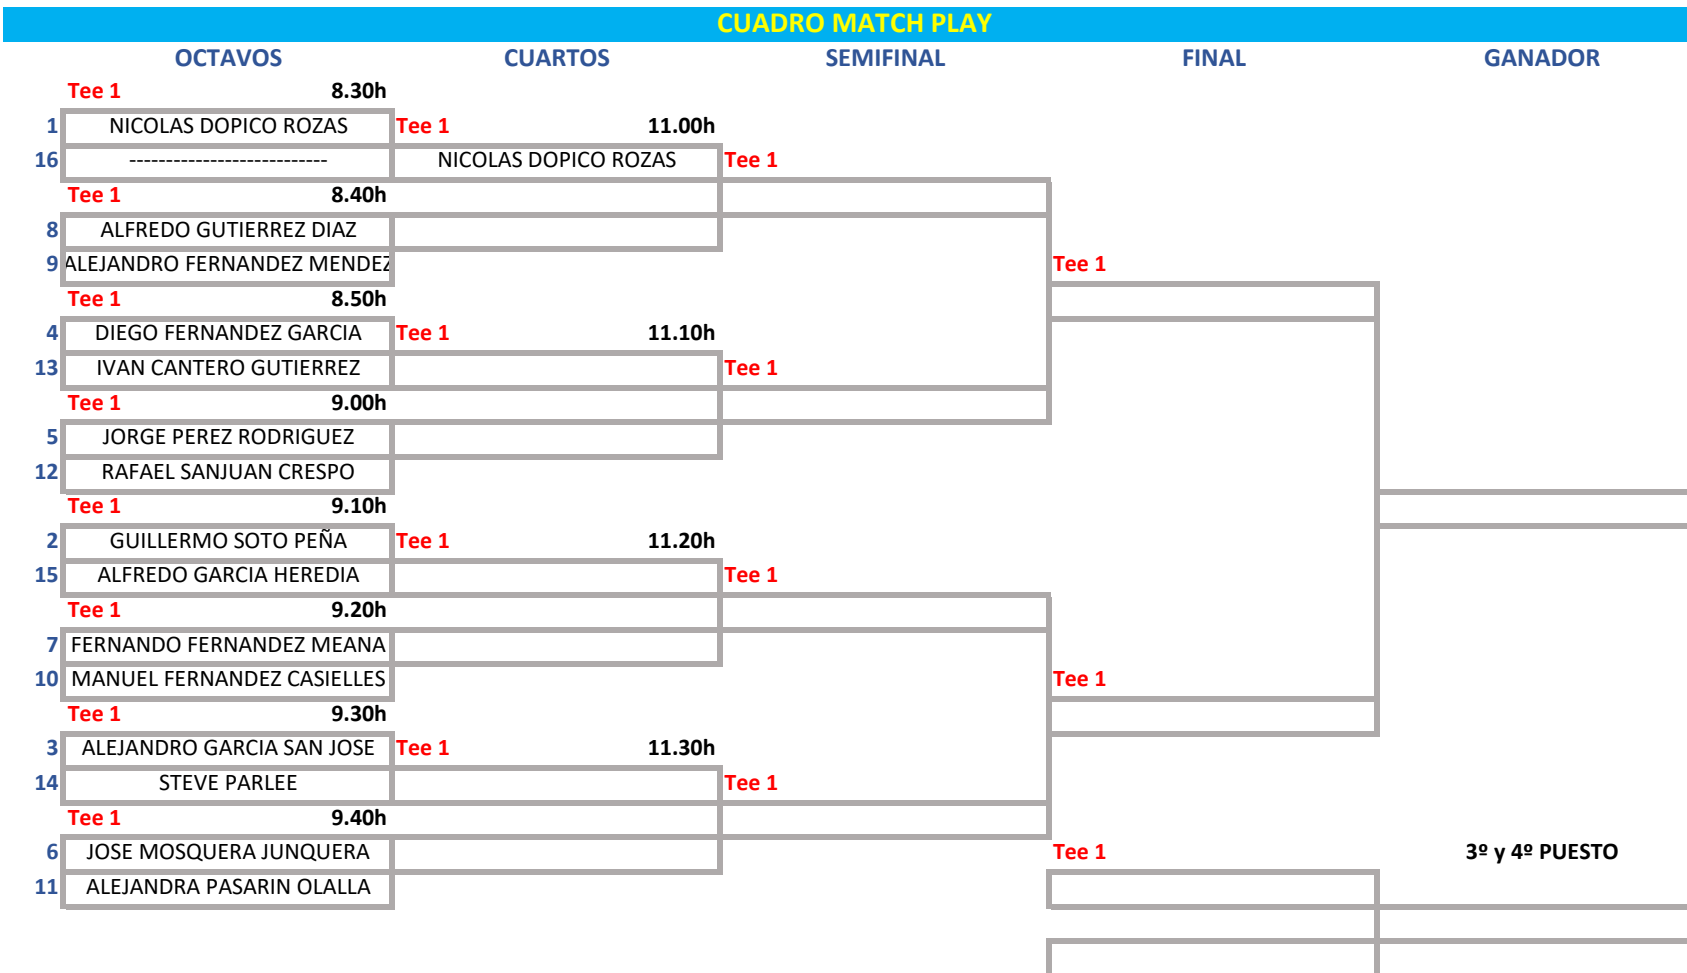 CUADRO MATCH PLAY
OCTAVOS CUARTOS SEMIFINAL FINAL GANADOR
Tee 1 8.30h
1 NICOLAS DOPICO ROZAS Tee 1 11.00h
16 --------------------------- NICOLAS DOPICO ROZAS Tee 1
Tee 1 8.40h
8 ALFREDO GUTIERREZ DIAZ
9 ALEJANDRO FERNANDEZ MENDEZ Tee 1
Tee 1 8.50h
4 DIEGO FERNANDEZ GARCIA Tee 1 11.10h
13 IVAN CANTERO GUTIERREZ Tee 1
Tee 1 9.00h
5 JORGE PEREZ RODRIGUEZ
12 RAFAEL SANJUAN CRESPO
Tee 1 9.10h
2 GUILLERMO SOTO PEÑA Tee 1 11.20h
15 ALFREDO GARCIA HEREDIA Tee 1
Tee 1 9.20h
7 FERNANDO FERNANDEZ MEANA
10 MANUEL FERNANDEZ CASIELLES Tee 1
Tee 1 9.30h
3 ALEJANDRO GARCIA SAN JOSE Tee 1 11.30h
14 STEVE PARLEE Tee 1
Tee 1 9.40h
6 JOSE MOSQUERA JUNQUERA Tee 1 3º y 4º PUESTO
11 ALEJANDRA PASARIN OLALLA